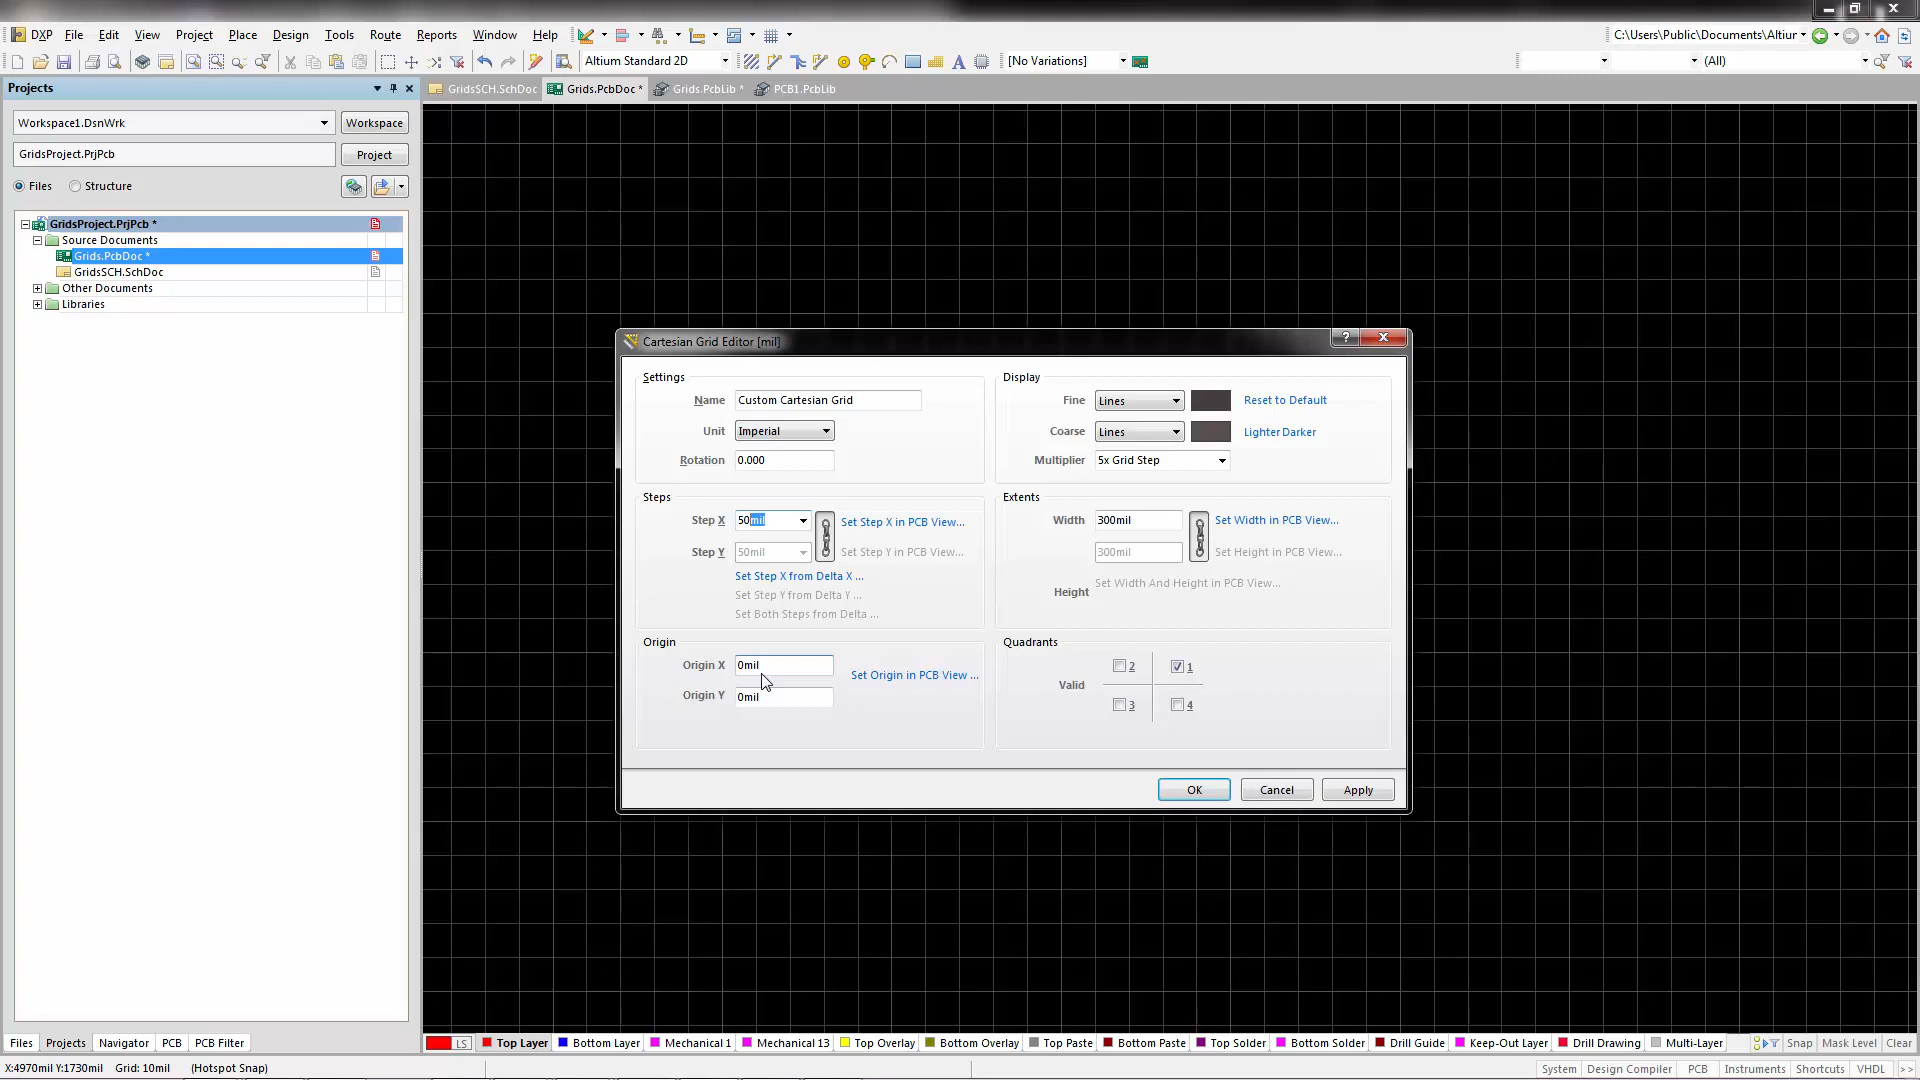 DXP File Edit View Project Place Design Tools Route Reports Window Help C:\Users\Public\Documents\Altiur
Altium Standard 2D [No Variations] (All)
Projects GridsSCH.SchDoc Grids.PcbDoc * Grids.PcbLib * PCB1.PcbLib
Workspace1.DsnWrk Workspace
GridsProject.PrjPcb Project
Files Structure
GridsProject.PrjPcb *
Source Documents
Grids.PcbDoc *
GridsSCH.SchDoc
Other Documents
Libraries
Cartesian Grid Editor [mil] ?
Settings Display
Name Custom Cartesian Grid Fine Lines Reset to Default
Unit Imperial Coarse Lines Lighter Darker
Rotation 0.000 Multiplier 5x Grid Step
Steps Extents
Step X 50mil Set Step X in PCB View... Width 300mil Set Width in PCB View...
Step Y 50mil Set Step Y in PCB View... 300mil Set Height in PCB View...
Set Step X from Delta X ... Set Width And Height in PCB View...
Set Step Y from Delta Y ... Height
Set Both Steps from Delta ...
Origin Quadrants
Origin X 0mil Set Origin in PCB View ... 2 1
Origin Y 0mil Valid 3 4
OK Cancel Apply
Files Projects Navigator PCB PCB Filter LS Top Layer Bottom Layer Mechanical 1 Mechanical 13 Top Overlay Bottom Overlay Top Paste Bottom Paste Top Solder Bottom Solder Drill Guide Keep-Out Layer Drill Drawing Multi-Layer Snap Mask Level Clear
X:4970mil Y:1730mil Grid: 10mil (Hotspot Snap) System Design Compiler PCB Instruments Shortcuts VHDL >>